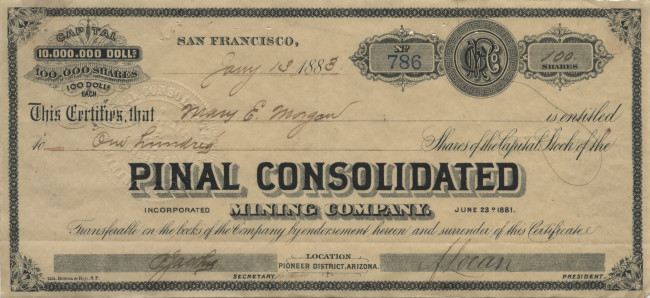 CAPITAL
10.000.000 DOLLS
100,000 SHARES
100 DOLLS
EACH
SAN FRANCISCO,
Jany 13 1883
No
786
100
SHARES
This Certifies, that Mary E. Morgan is entitled
to One hundred Shares of the Capital Stock of the
PINAL CONSOLIDATED
INCORPORATED MINING COMPANY. JUNE 23D 1881.
Transferable on the books of the Company by endorsement hereon and surrender of this Certificate
LOCATION
PIONEER DISTRICT, ARIZONA.
SECRETARY
PRESIDENT